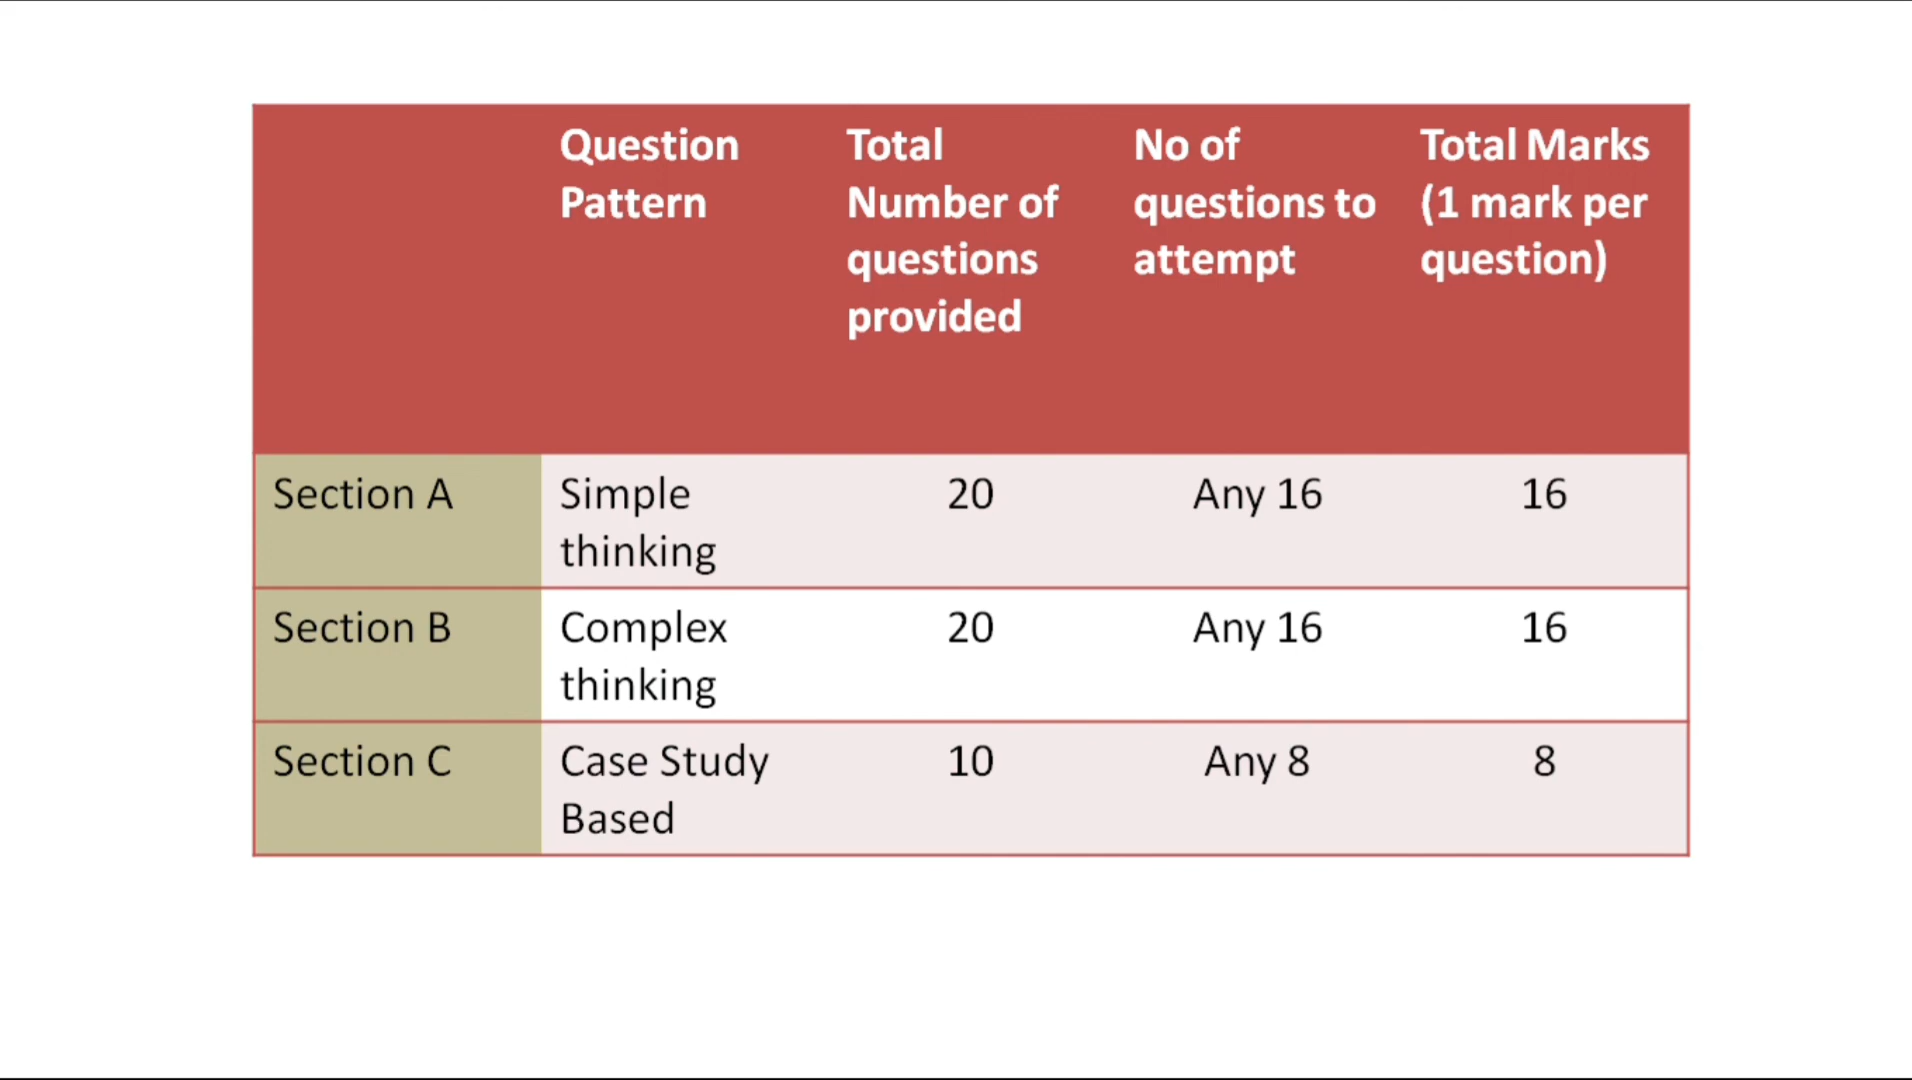 Question Pattern
Total Number of questions provided
No of questions to attempt
Total Marks (1 mark per question)
Section A
Simple thinking
20
Any 16
16
Section B
Complex thinking
20
Any 16
16
Section C
Case Study Based
10
Any 8
8